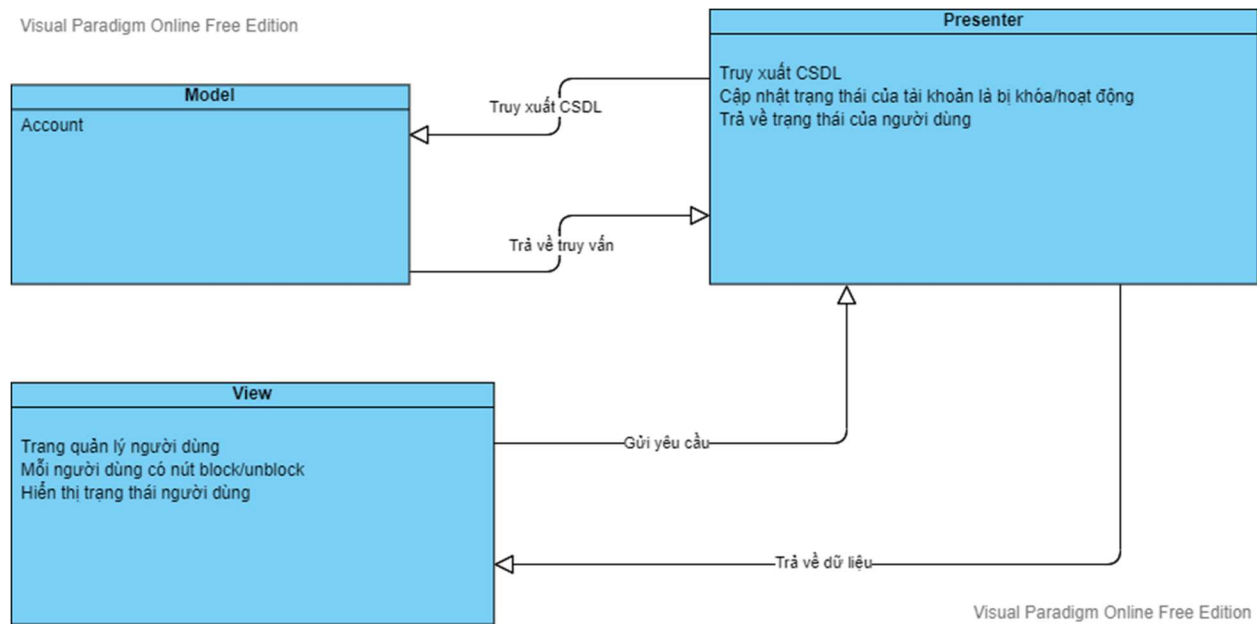 Visual Paradigm Online Free Edition
Presenter
Truy xuất CSDL
Cập nhật trạng thái của tài khoản là bị khóa/hoạt động
Trả về trạng thái của người dùng
Model
Account
Truy xuất CSDL
Trả về truy vấn
View
Trang quản lý người dùng
Mỗi người dùng có nút block/unblock
Hiển thị trạng thái người dùng
Gửi yêu cầu
Trả về dữ liệu
Visual Paradigm Online Free Edition